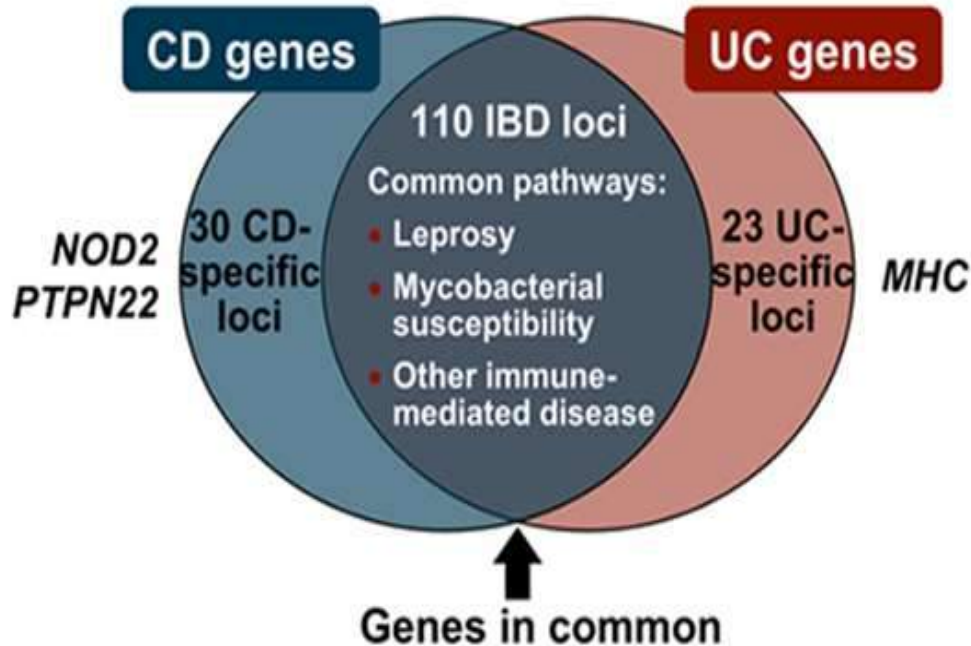 CD genes
UC genes
110 IBD loci
Common pathways:
• Leprosy
• Mycobacterial
susceptibility
• Other immune-
mediated disease
30 CD-
specific
loci
NOD2
PTPN22
23 UC-
specific
loci
MHC
Genes in common